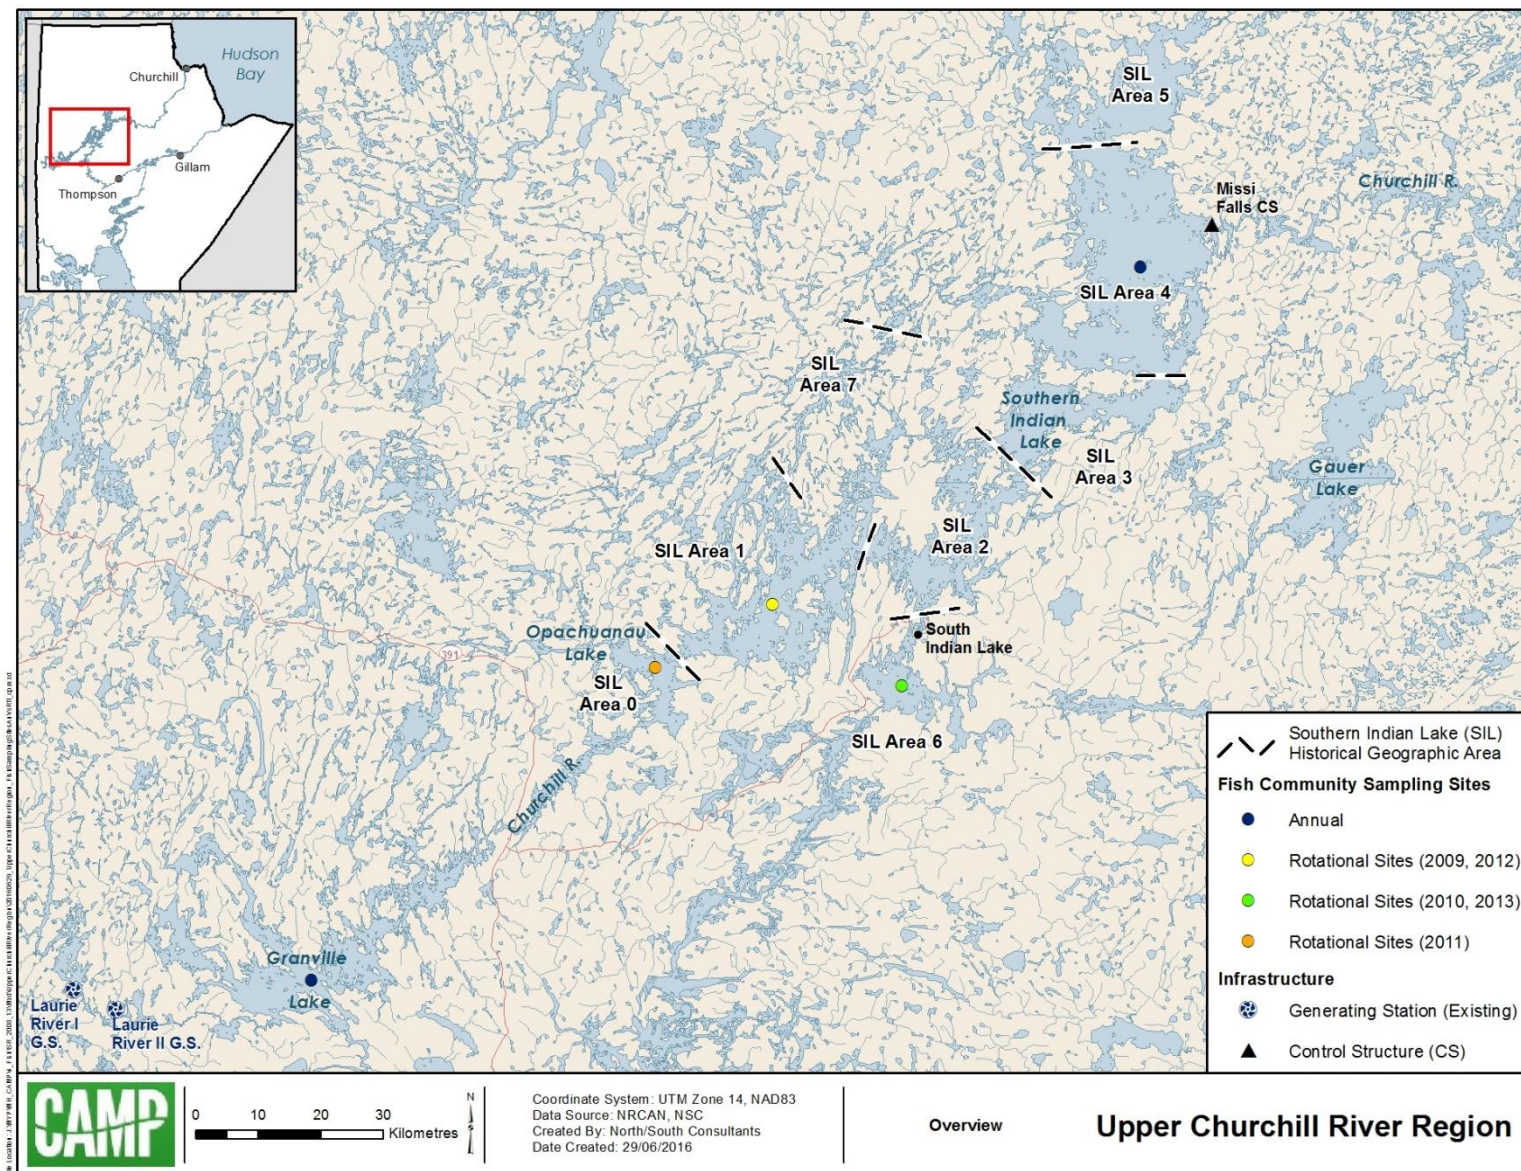 Hudson
Bay
Churchill
Gillam
Thompson
SIL
Area 5
Churchill R.
Missi
Falls CS
SIL Area 4
SIL
Area 7
Southern
Indian
Lake
SIL
Area 3
Gauer
Lake
SIL Area 1
SIL
Area 2
Opachuanau
Lake
South
Indian Lake
391
SIL
Area 0
SIL Area 6
Churchill R.
Granville
Lake
Laurie
River I
G.S.
Laurie
River II G.S.
Southern Indian Lake (SIL)
Historical Geographic Area
Fish Community Sampling Sites
Annual
Rotational Sites (2009, 2012)
Rotational Sites (2010, 2013)
Rotational Sites (2011)
Infrastructure
Generating Station (Existing)
Control Structure (CS)
CAMP
0 10 20 30
Kilometres
N
Coordinate System: UTM Zone 14, NAD83
Data Source: NRCAN, NSC
Created By: North/South Consultants
Date Created: 29/06/2016
Overview
Upper Churchill River Region